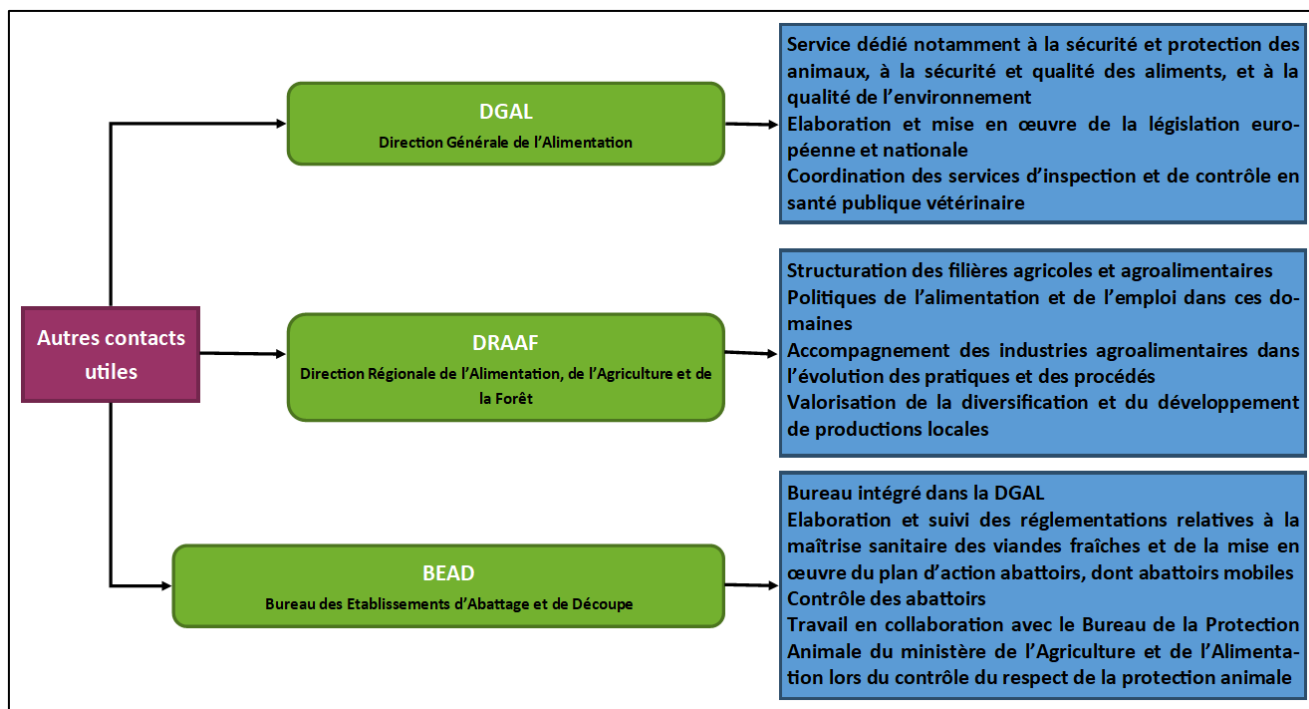 Autres contacts
utiles
DGAL
Direction Générale de l'Alimentation
Service dédié notamment à la sécurité et protection des
animaux, à la sécurité et qualité des aliments, et à la
qualité de l'environnement
Elaboration et mise en œuvre de la législation euro-
péenne et nationale
Coordination des services d'inspection et de contrôle en
santé publique vétérinaire
DRAAF
Direction Régionale de l'Alimentation, de l'Agriculture et de
la Forêt
Structuration des filières agricoles et agroalimentaires
Politiques de l'alimentation et de l'emploi dans ces do-
maines
Accompagnement des industries agroalimentaires dans
l'évolution des pratiques et des procédés
Valorisation de la diversification et du développement
de productions locales
BEAD
Bureau des Etablissements d'Abattage et de Découpe
Bureau intégré dans la DGAL
Elaboration et suivi des réglementations relatives à la
maîtrise sanitaire des viandes fraîches et de la mise en
œuvre du plan d'action abattoirs, dont abattoirs mobiles
Contrôle des abattoirs
Travail en collaboration avec le Bureau de la Protection
Animale du ministère de l'Agriculture et de l'Alimenta-
tion lors du contrôle du respect de la protection animale